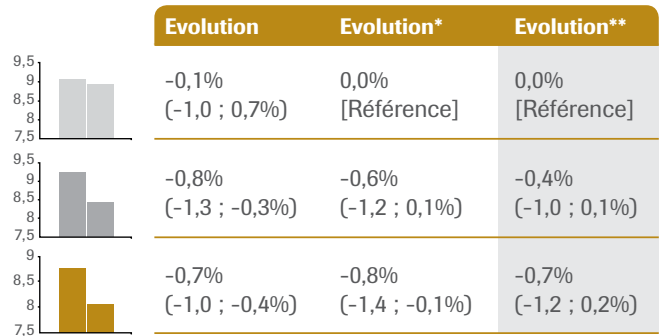 Evolution Evolution* Evolution**
9,5
9
8,5
8
7,5
-0,1% 0,0% 0,0%
(-1,0 ; 0,7%) [Référence] [Référence]
9,5
9
8,5
8
7,5
-0,8% -0,6% -0,4%
(-1,3 ; -0,3%) (-1,2 ; 0,1%) (-1,0 ; 0,1%)
9
8,5
8
7,5
-0,7% -0,8% -0,7%
(-1,0 ; -0,4%) (-1,4 ; -0,1%) (-1,2 ; 0,2%)